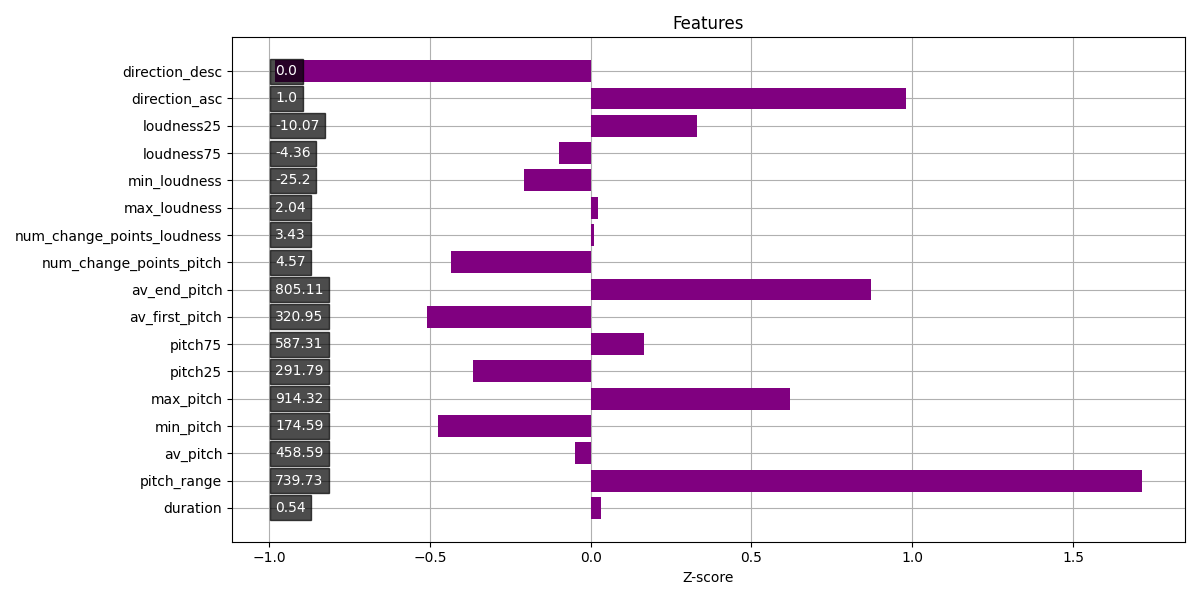 Features
direction_desc 0.0
direction_asc 1.0
loudness25 -10.07
loudness75 -4.36
min_loudness -25.2
max_loudness 2.04
num_change_points_loudness 3.43
num_change_points_pitch 4.57
av_end_pitch 805.11
av_first_pitch 320.95
pitch75 587.31
pitch25 291.79
max_pitch 914.32
min_pitch 174.59
av_pitch 458.59
pitch_range 739.73
duration 0.54
−1.0 −0.5 0.0 0.5 1.0 1.5
Z-score